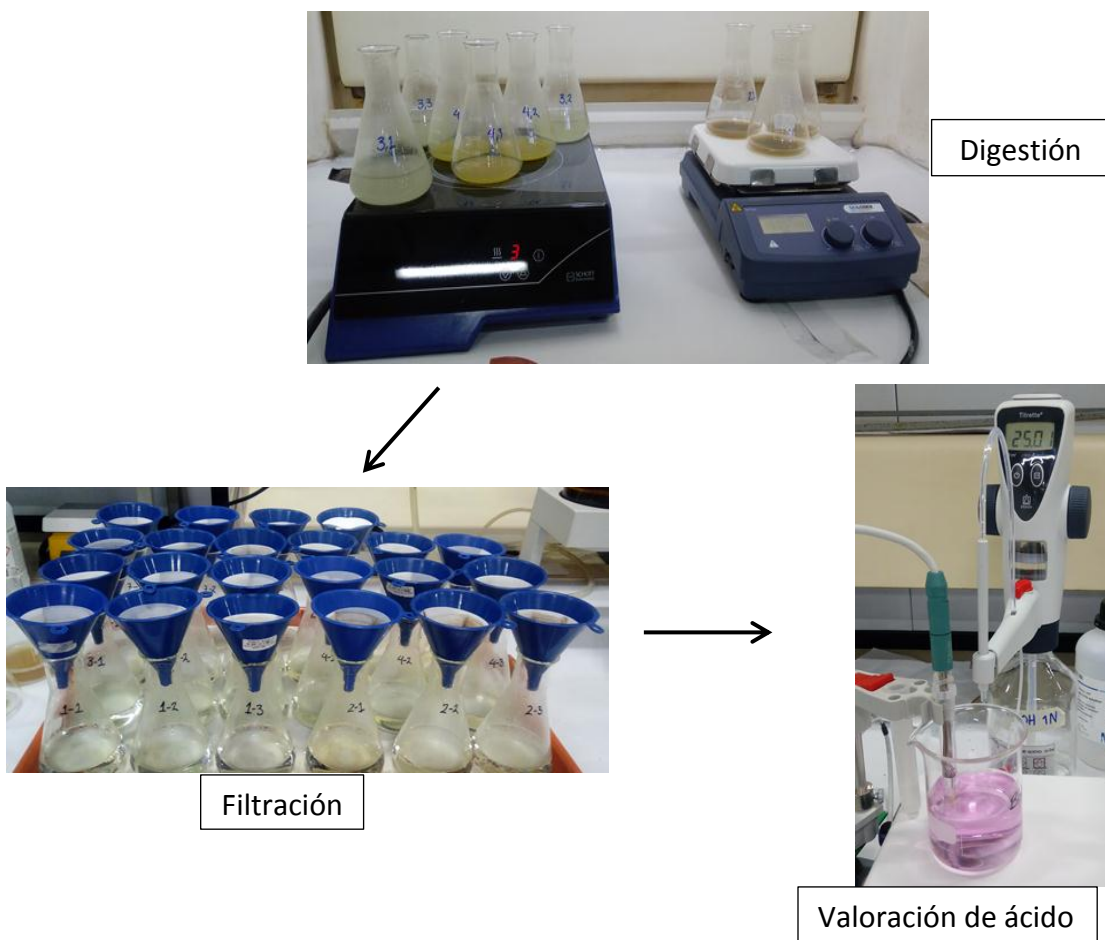 3,3
3,2
4,2
3,1
4,1
3
SCHOTT
Digestión
Titrette
25.01
1-1
1-2
1-3
2-1
2-2
2-3
3-1
4-2
4-3
OH 1N
Filtración
Valoración de ácido